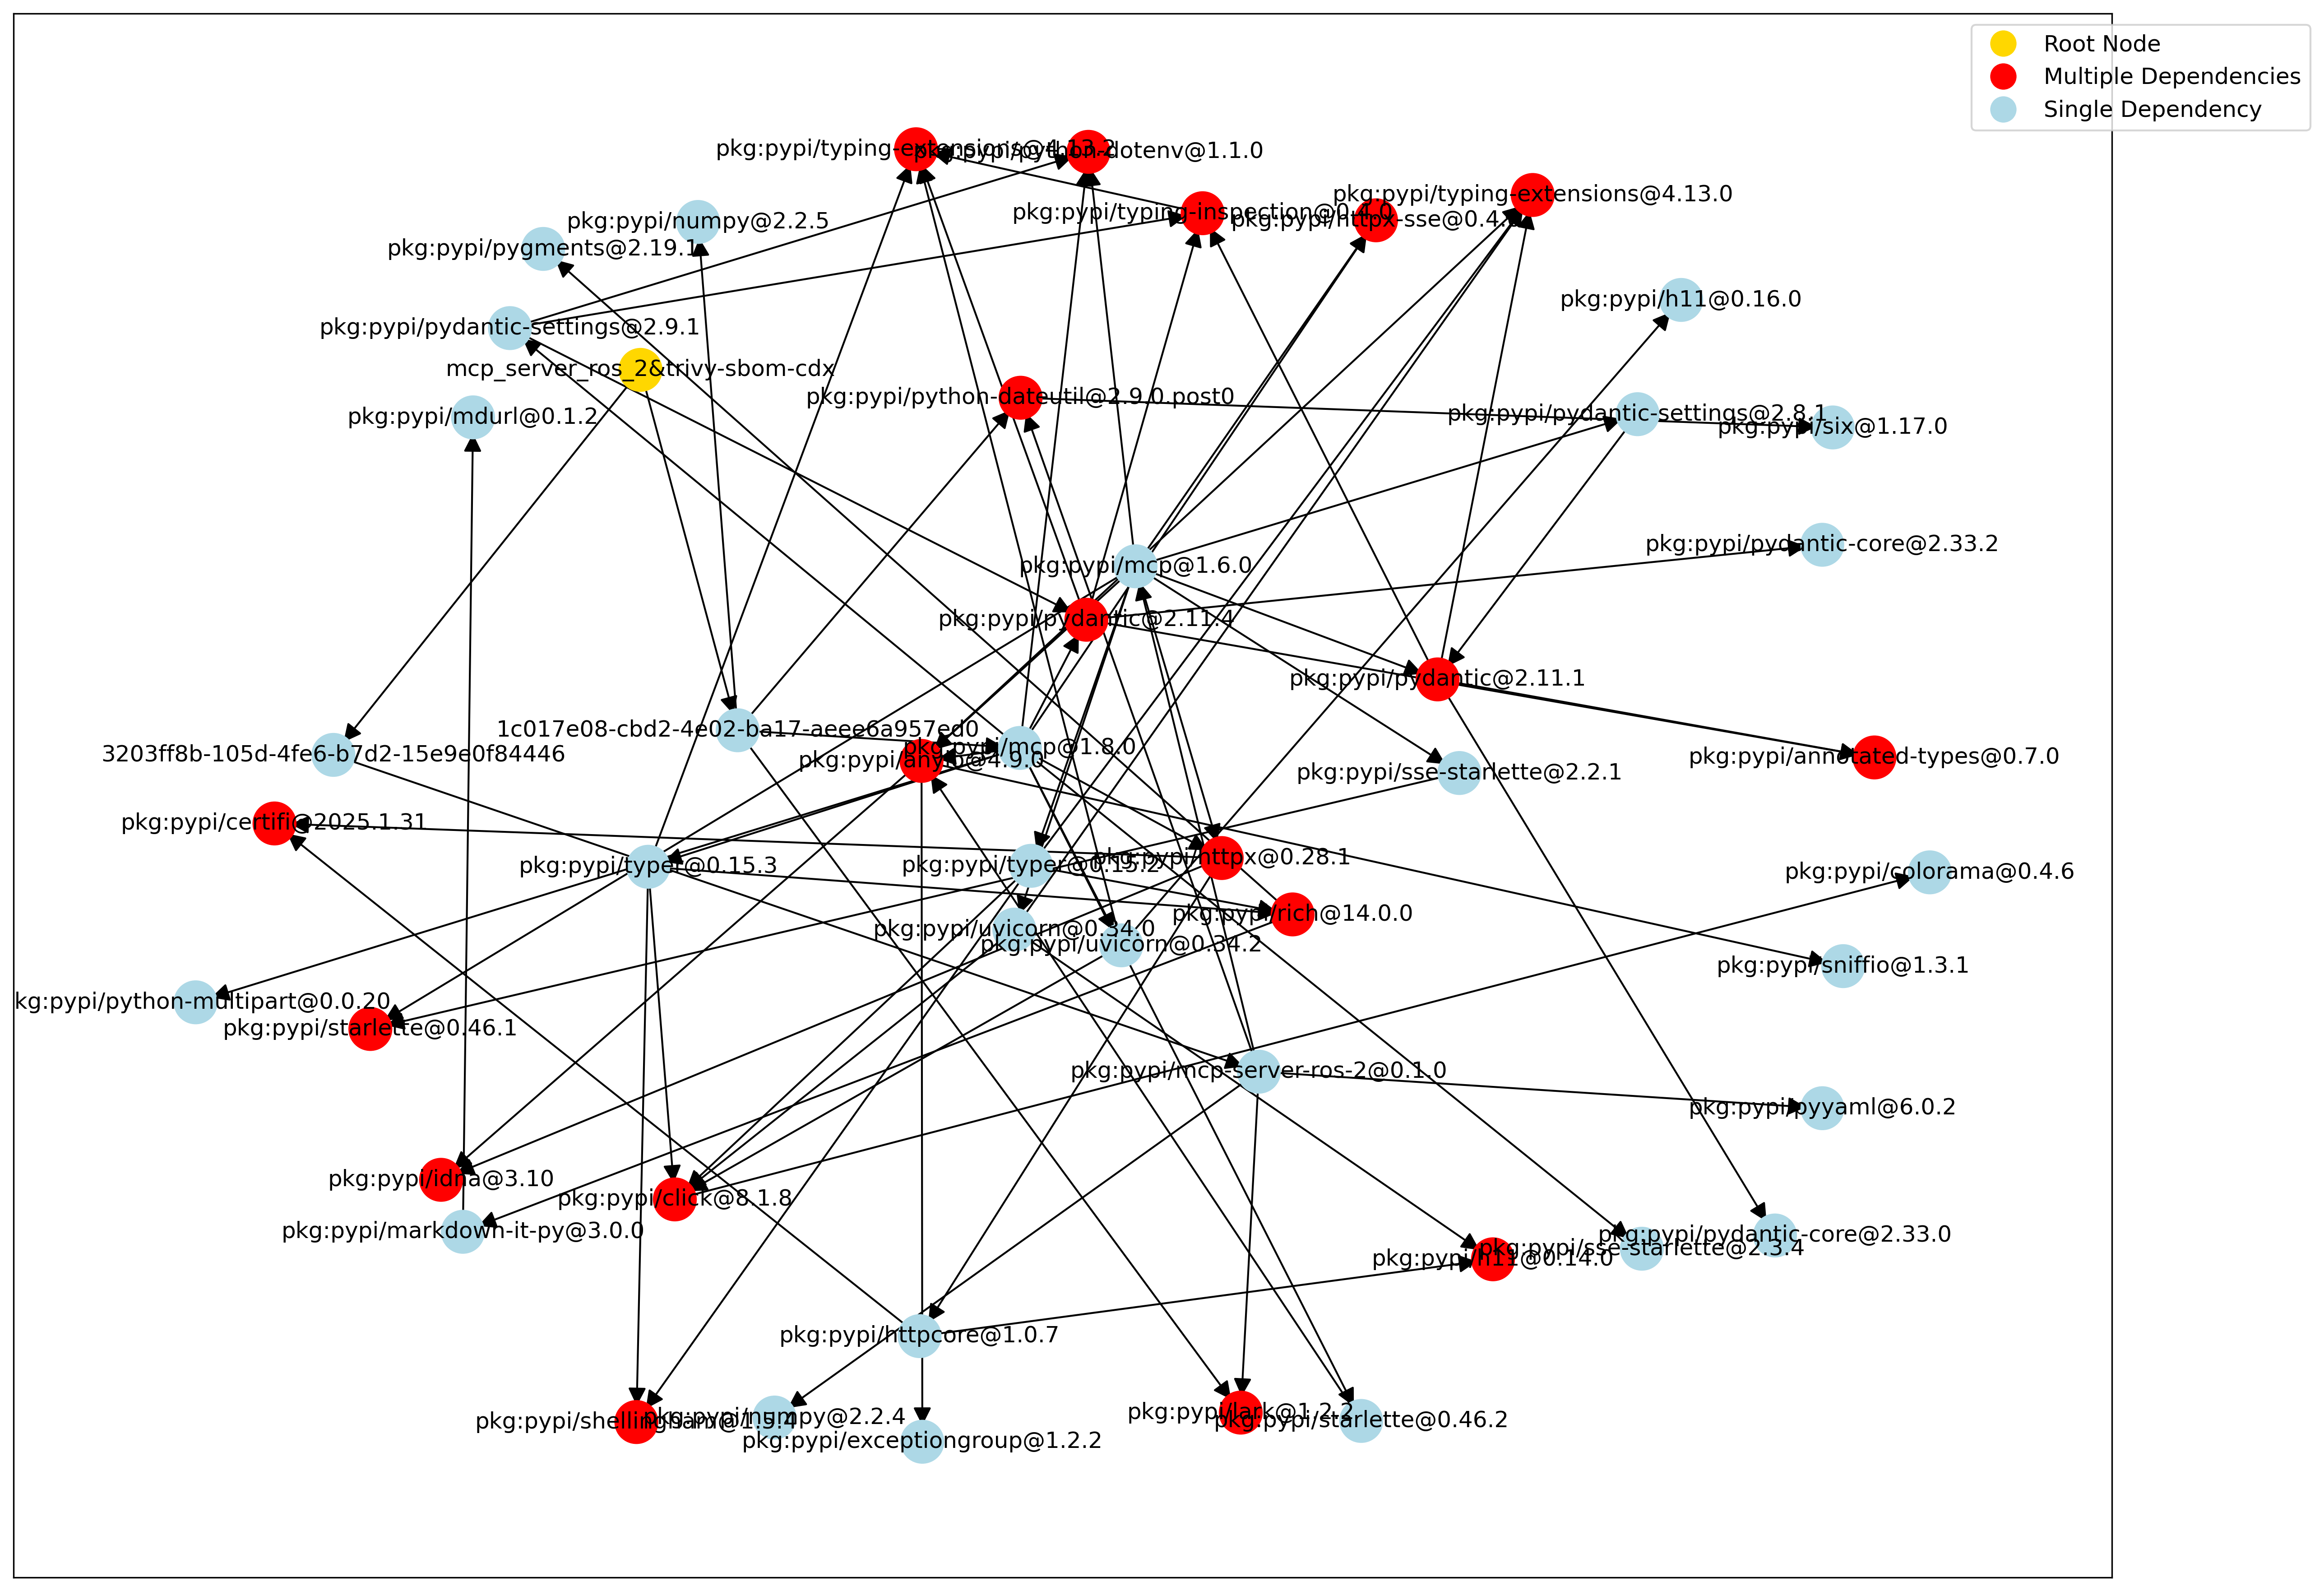 Root Node
Multiple Dependencies
Single Dependency
pkg:pypi/typing-extensions@4.13.2
pkg:pypi/python-dotenv@1.1.0
pkg:pypi/typing-extensions@4.13.0
pkg:pypi/typing-inspection@0.4.0
pkg:pypi/httpx-sse@0.4.0
pkg:pypi/numpy@2.2.5
pkg:pypi/pygments@2.19.1
pkg:pypi/h11@0.16.0
pkg:pypi/pydantic-settings@2.9.1
mcp_server_ros_2&trivy-sbom-cdx
pkg:pypi/python-dateutil@2.9.0.post0
pkg:pypi/mdurl@0.1.2
pkg:pypi/pydantic-settings@2.8.1
pkg:pypi/six@1.17.0
pkg:pypi/pydantic-core@2.33.2
pkg:pypi/mcp@1.6.0
pkg:pypi/pydantic@2.11.4
pkg:pypi/pydantic@2.11.1
1c017e08-cbd2-4e02-ba17-aeee6a957ed0
pkg:pypi/mcp@1.8.0
3203ff8b-105d-4fe6-b7d2-15e9e0f84446
pkg:pypi/anyio@4.9.0
pkg:pypi/annotated-types@0.7.0
pkg:pypi/sse-starlette@2.2.1
pkg:pypi/certifi@2025.1.31
pkg:pypi/typer@0.15.3
pkg:pypi/typer@0.15.2
pkg:pypi/httpx@0.28.1
pkg:pypi/colorama@0.4.6
pkg:pypi/rich@14.0.0
pkg:pypi/uvicorn@0.34.0
pkg:pypi/uvicorn@0.34.2
pkg:pypi/sniffio@1.3.1
kg:pypi/python-multipart@0.0.20
pkg:pypi/starlette@0.46.1
pkg:pypi/mcp-server-ros-2@0.1.0
pkg:pypi/pyyaml@6.0.2
pkg:pypi/idna@3.10
pkg:pypi/click@8.1.8
pkg:pypi/markdown-it-py@3.0.0
pkg:pypi/pydantic-core@2.33.0
pkg:pypi/sse-starlette@2.3.4
pkg:pypi/h11@0.14.0
pkg:pypi/httpcore@1.0.7
pkg:pypi/lark@1.2.2
pkg:pypi/shellingham@1.5.4
pkg:pypi/numpy@2.2.4
pkg:pypi/starlette@0.46.2
pkg:pypi/exceptiongroup@1.2.2